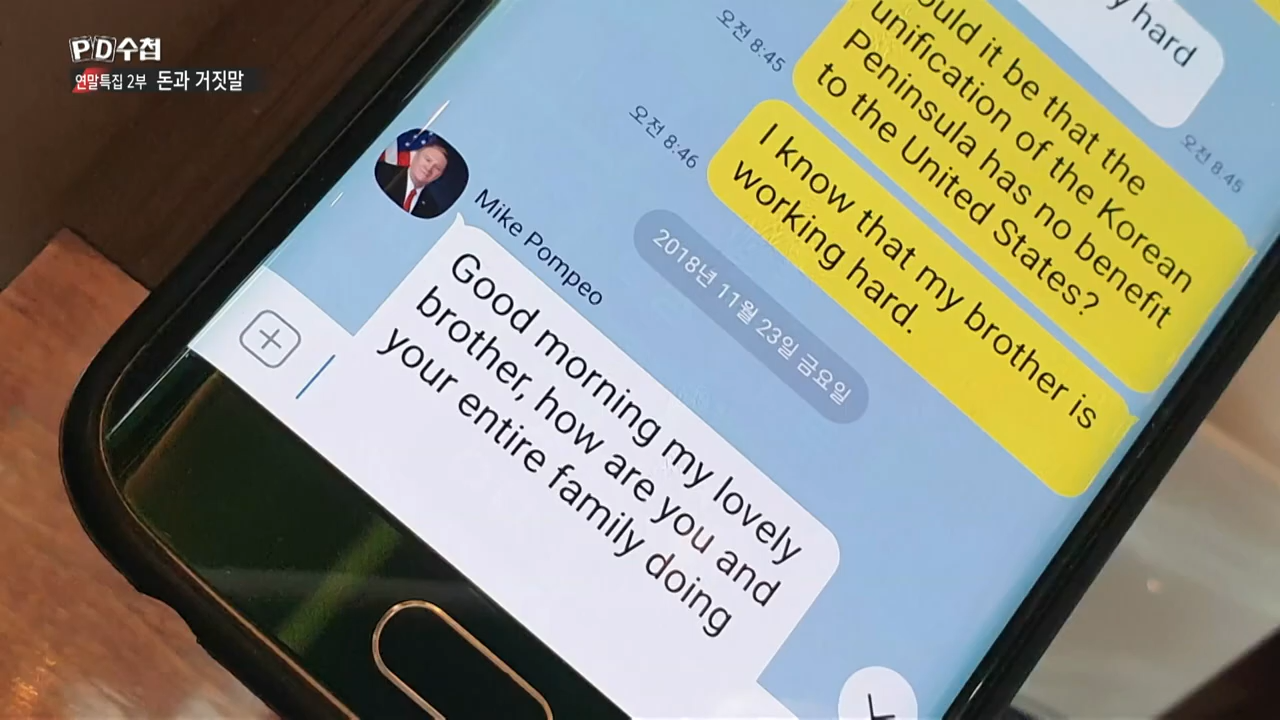 PD수첩
연말특집 2부 돈과 거짓말
y hard
오전 8:45
ould it be that the
unification of the Korean
Peninsula has no benefit
to the United States?
오전 8:45
I know that my brother is
working hard.
오전 8:46
2018년 11월 23일 금요일
Mike Pompeo
Good morning my lovely
brother, how are you and
your entire family doing